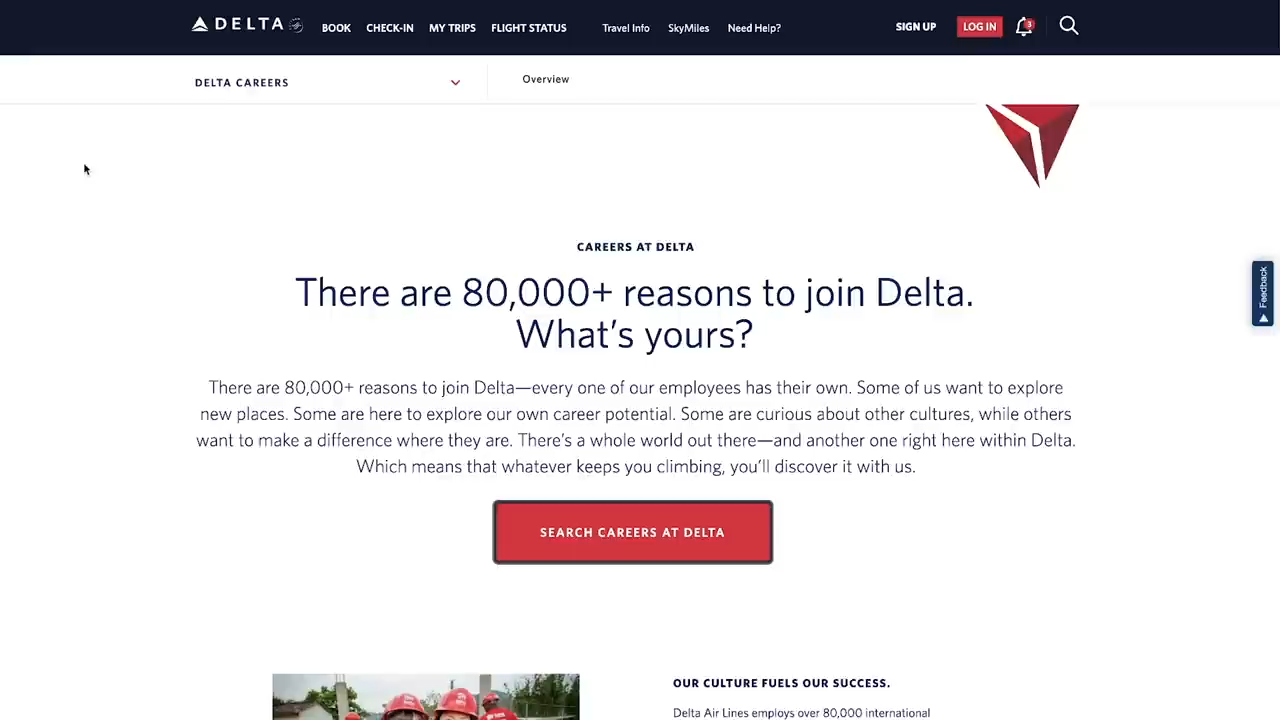 DELTA BOOK CHECK-IN MY TRIPS FLIGHT STATUS Travel Info SkyMiles Need Help? SIGN UP LOG IN 3
DELTA CAREERS Overview
CAREERS AT DELTA
There are 80,000+ reasons to join Delta.
What's yours?
There are 80,000+ reasons to join Delta—every one of our employees has their own. Some of us want to explore
new places. Some are here to explore our own career potential. Some are curious about other cultures, while others
want to make a difference where they are. There's a whole world out there—and another one right here within Delta.
Which means that whatever keeps you climbing, you'll discover it with us.
SEARCH CAREERS AT DELTA
Feedback
OUR CULTURE FUELS OUR SUCCESS.
Delta Air Lines employs over 80,000 international